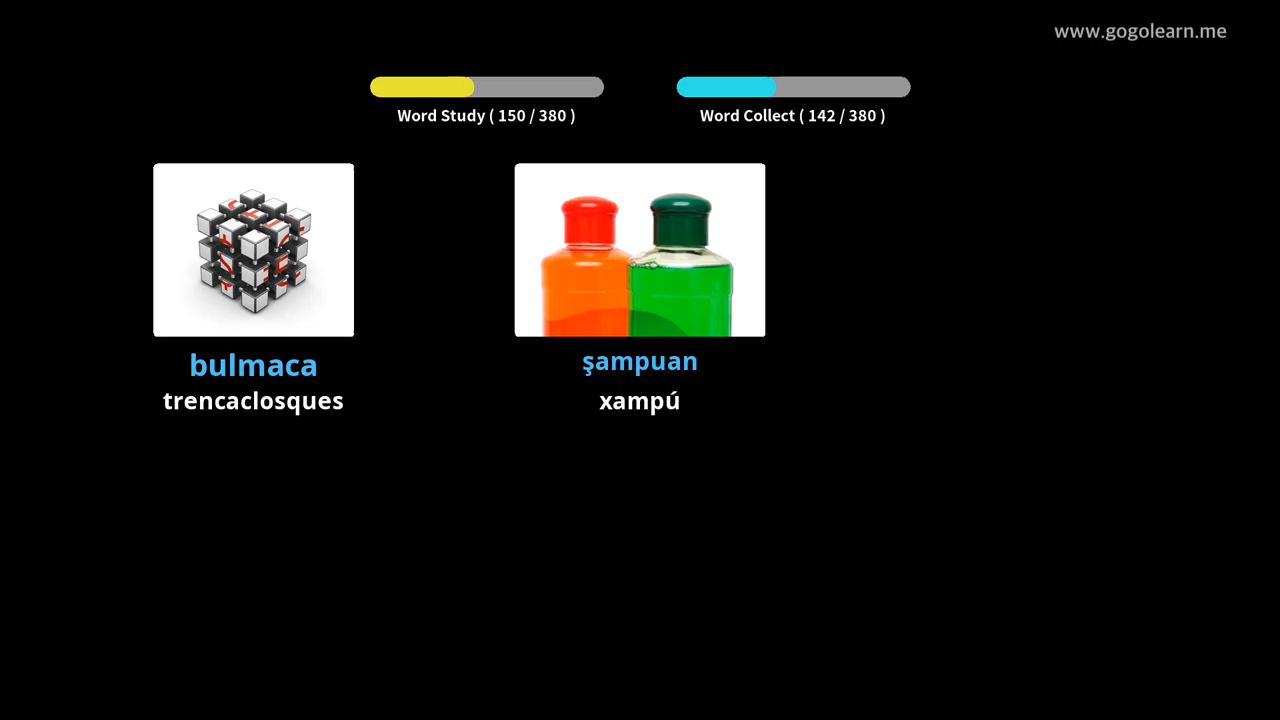 www.gogolearn.me
Word Study ( 150 / 380 )
Word Collect ( 142 / 380 )
bulmaca
trencaclosques
şampuan
xampú